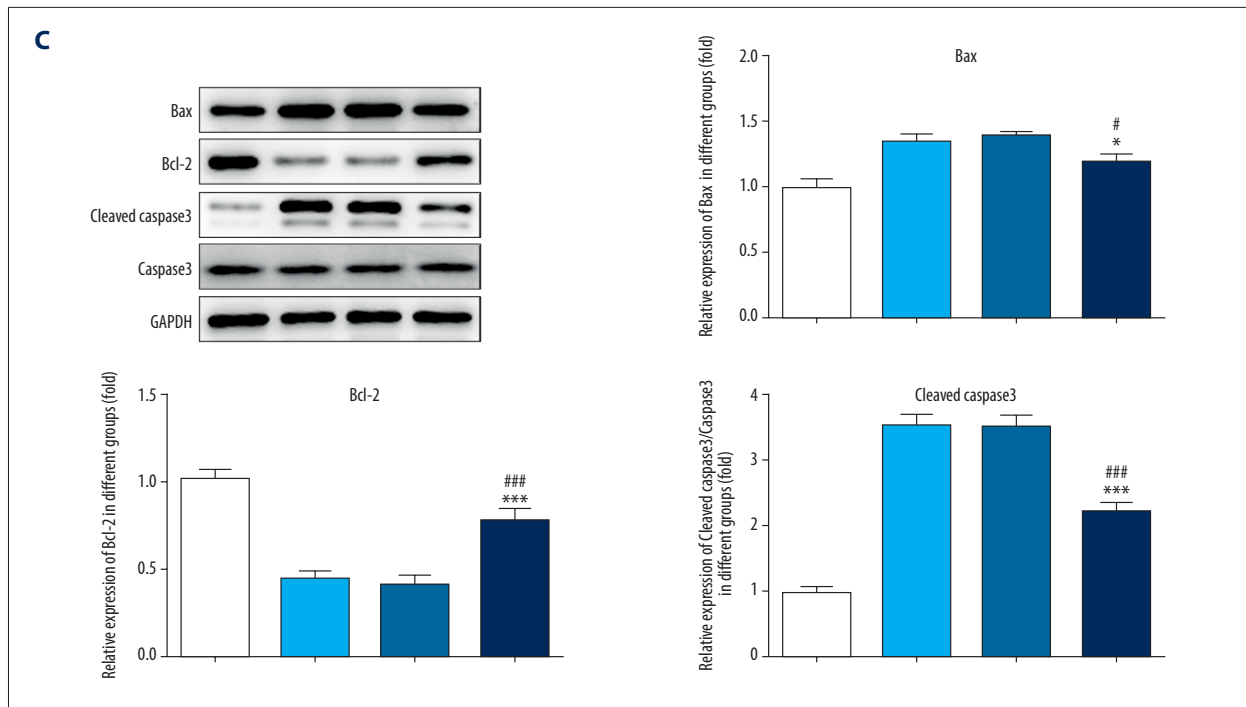 C
Bax
Bcl-2
Cleaved caspase3
Caspase3
GAPDH
Bax
Relative expression of Bax in different groups (fold)
2.0
1.5
1.0
0.5
0.0
#
*
Bcl-2
Relative expression of Bcl-2 in different groups (fold)
1.5
1.0
0.5
0.0
###
***
Cleaved caspase3
Relative expression of Cleaved caspase3/Caspase3
in different groups (fold)
4
3
2
1
0
###
***